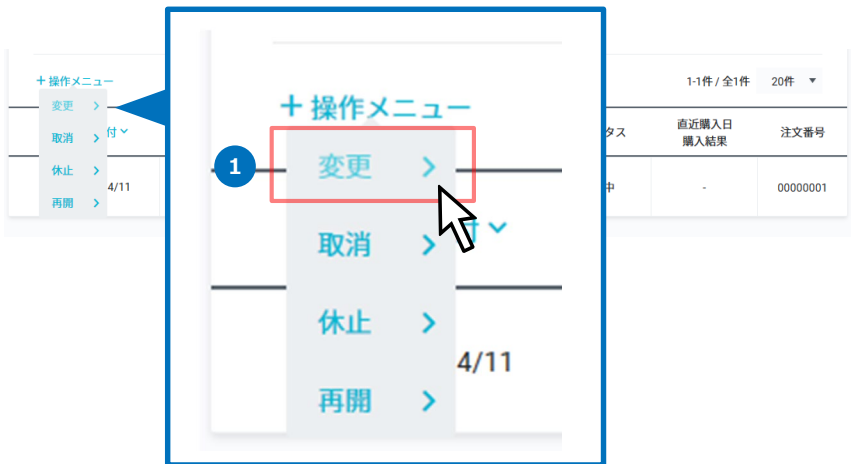 + 操作メニュー
変更
取消
休止
再開
付
4/11
1
+ 操作メニュー
変更
取消
休止
再開
付
4/11
1-1件 / 全1件 20件
タス
直近購入日
購入結果
注文番号
中
-
00000001